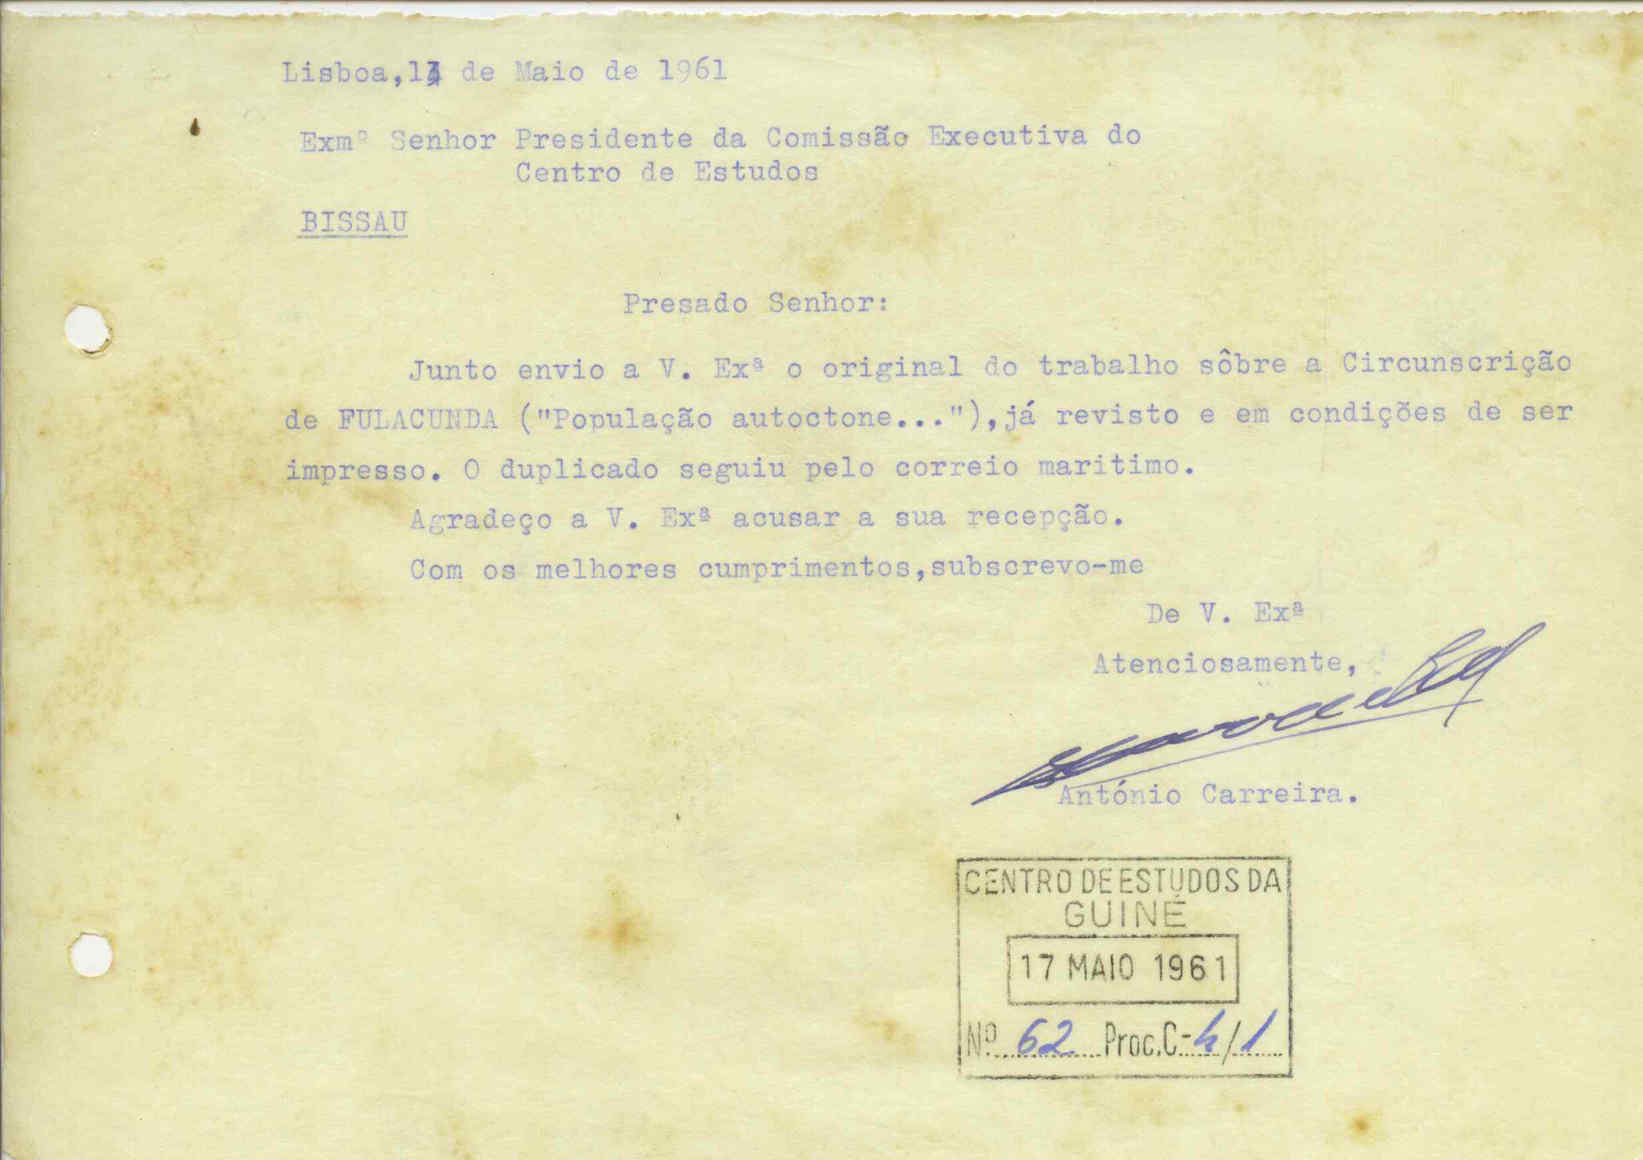 Lisboa,13 de Maio de 1961
Exmº Senhor Presidente da Comissão Executiva do
Centro de Estudos
BISSAU
Presado Senhor:
Junto envio a V. Exª o original do trabalho sôbre a Circunscrição
de FULACUNDA ("População autoctone..."),já revisto e em condições de ser
impresso. O duplicado seguiu pelo correio maritimo.
Agradeço a V. Exª acusar a sua recepção.
Com os melhores cumprimentos,subscrevo-me
De V. Exª
Atenciosamente,
António Carreira.
CENTRO DE ESTUDOS DA
GUINÉ
17 MAIO 1961
Nº 62 Proc.C-4/1